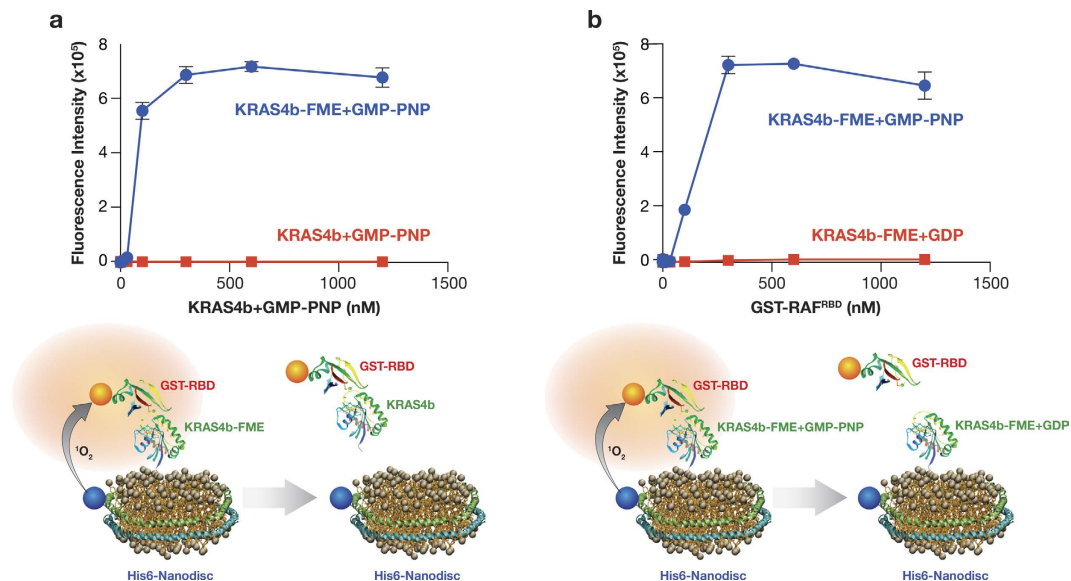 a
Fluorescence Intensity (x10⁵)
8
6
4
2
0
0
500
1000
1500
KRAS4b-FME+GMP-PNP
KRAS4b+GMP-PNP
KRAS4b+GMP-PNP (nM)
GST-RBD
KRAS4b-FME
¹O₂
His6-Nanodisc
GST-RBD
KRAS4b
His6-Nanodisc
b
Fluorescence Intensity (x10⁵)
8
6
4
2
0
0
500
1000
1500
KRAS4b-FME+GMP-PNP
KRAS4b-FME+GDP
GST-RAFᴿᴮᴰ (nM)
GST-RBD
KRAS4b-FME+GMP-PNP
¹O₂
His6-Nanodisc
GST-RBD
KRAS4b-FME+GDP
His6-Nanodisc